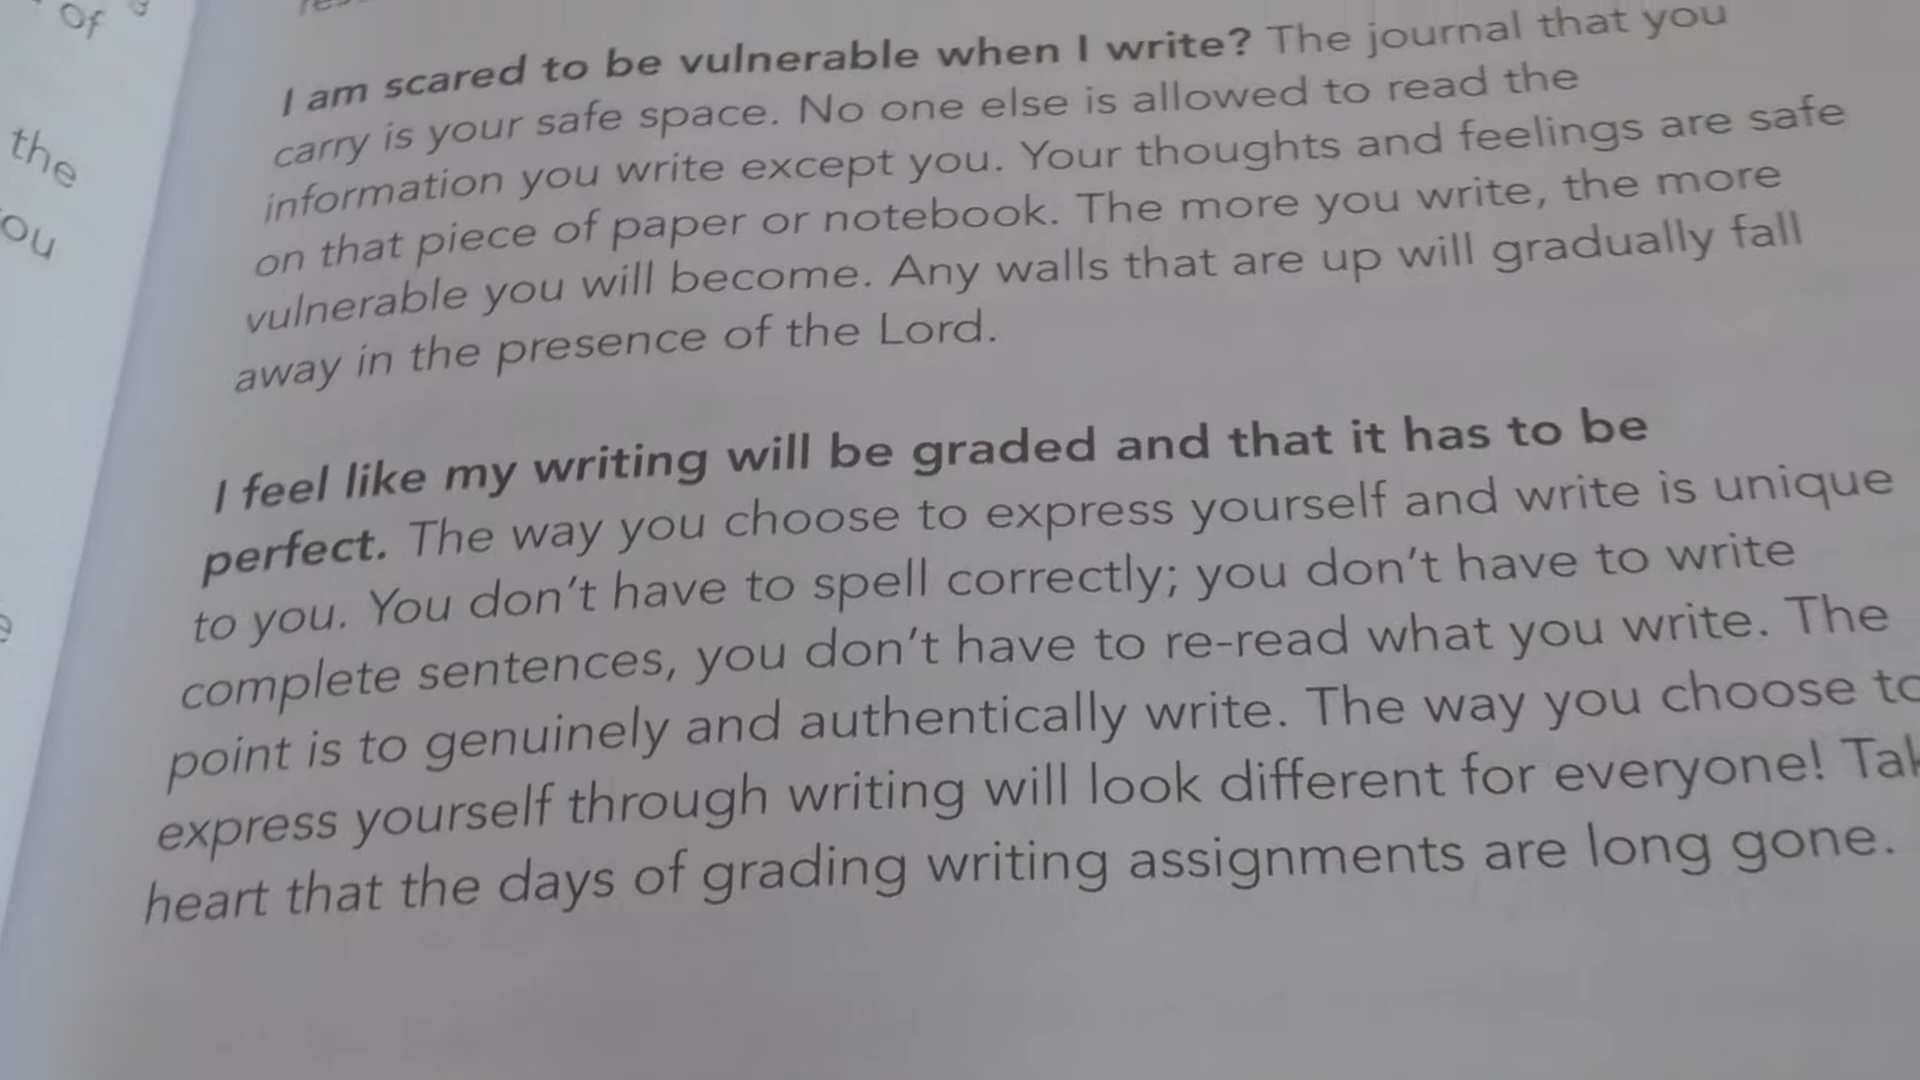 of
the
I am scared to be vulnerable when I write? The journal that you
carry is your safe space. No one else is allowed to read the
information you write except you. Your thoughts and feelings are safe
on that piece of paper or notebook. The more you write, the more
vulnerable you will become. Any walls that are up will gradually fall
away in the presence of the Lord.
I feel like my writing will be graded and that it has to be
perfect. The way you choose to express yourself and write is unique
to you. You don't have to spell correctly; you don't have to write
complete sentences, you don't have to re-read what you write. The
point is to genuinely and authentically write. The way you choose to
express yourself through writing will look different for everyone!
heart that the days of grading writing assignments are long gone.